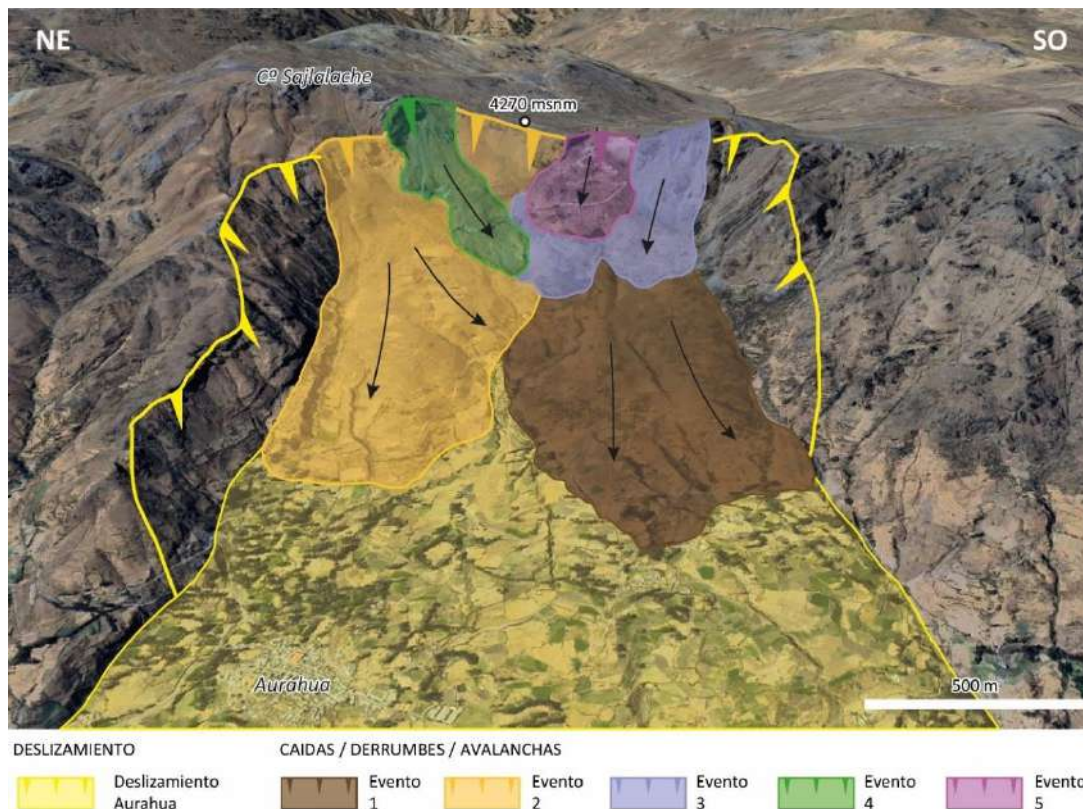 NE
SO
Cº Sajlalache
4270 msnm
Aurahua
500 m
DESLIZAMIENTO
CAIDAS / DERRUMBES / AVALANCHAS
Deslizamiento
Aurahua
Evento
1
Evento
2
Evento
3
Evento
4
Evento
5